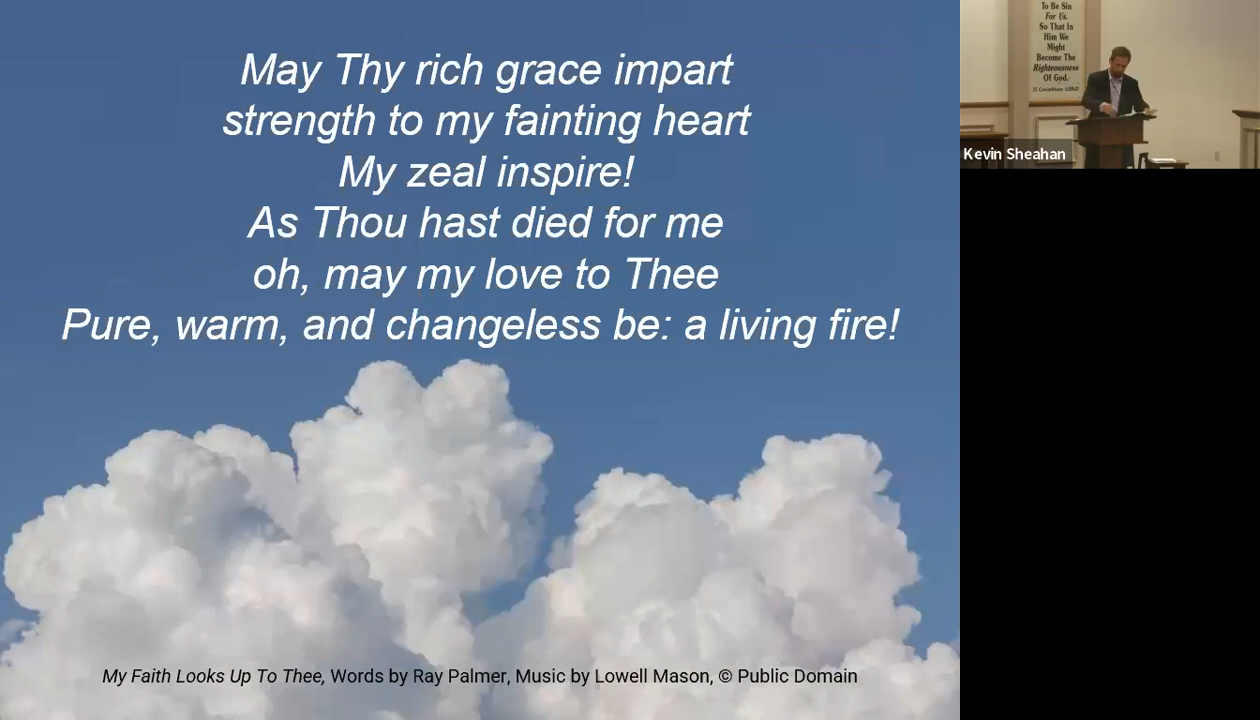 May Thy rich grace impart
strength to my fainting heart
My zeal inspire!
As Thou hast died for me
oh, may my love to Thee
Pure, warm, and changeless be: a living fire!
My Faith Looks Up To Thee, Words by Ray Palmer, Music by Lowell Mason, © Public Domain
To Be Sin
For Us,
So That In
Him We
Might
Become The
Righteousness
Of God.
II Corinthians
Kevin Sheahan